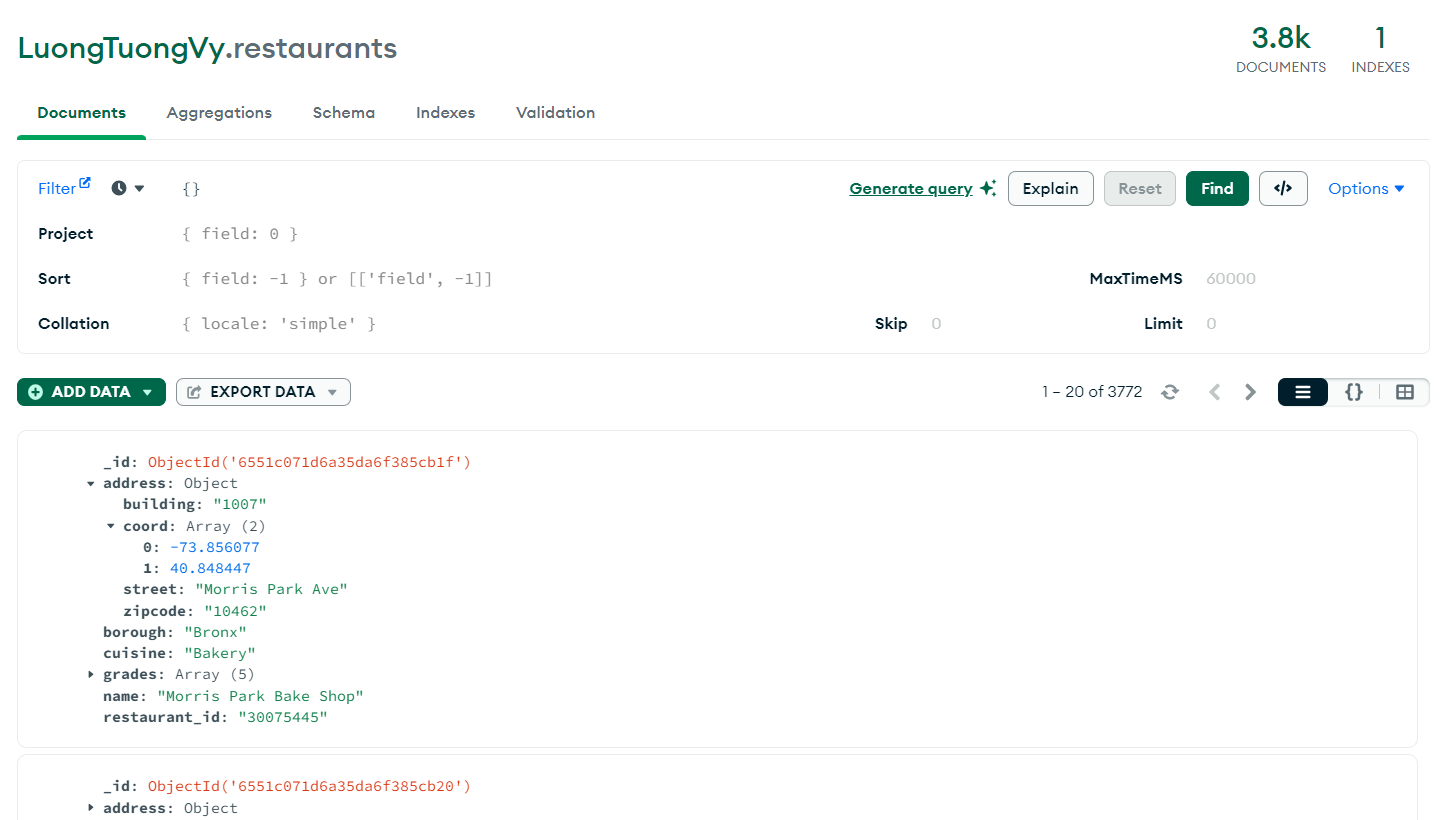 LuongTuongVy.restaurants
3.8k
DOCUMENTS
1
INDEXES
Documents Aggregations Schema Indexes Validation
Filter {} Generate query Explain Reset Find </> Options
Project { field: 0 }
Sort { field: -1 } or [['field', -1]] MaxTimeMS 60000
Collation { locale: 'simple' } Skip 0 Limit 0
ADD DATA EXPORT DATA 1 – 20 of 3772 {}
_id: ObjectId('6551c071d6a35da6f385cb1f')
address: Object
building: "1007"
coord: Array (2)
0: -73.856077
1: 40.848447
street: "Morris Park Ave"
zipcode: "10462"
borough: "Bronx"
cuisine: "Bakery"
grades: Array (5)
name: "Morris Park Bake Shop"
restaurant_id: "30075445"
_id: ObjectId('6551c071d6a35da6f385cb20')
address: Object